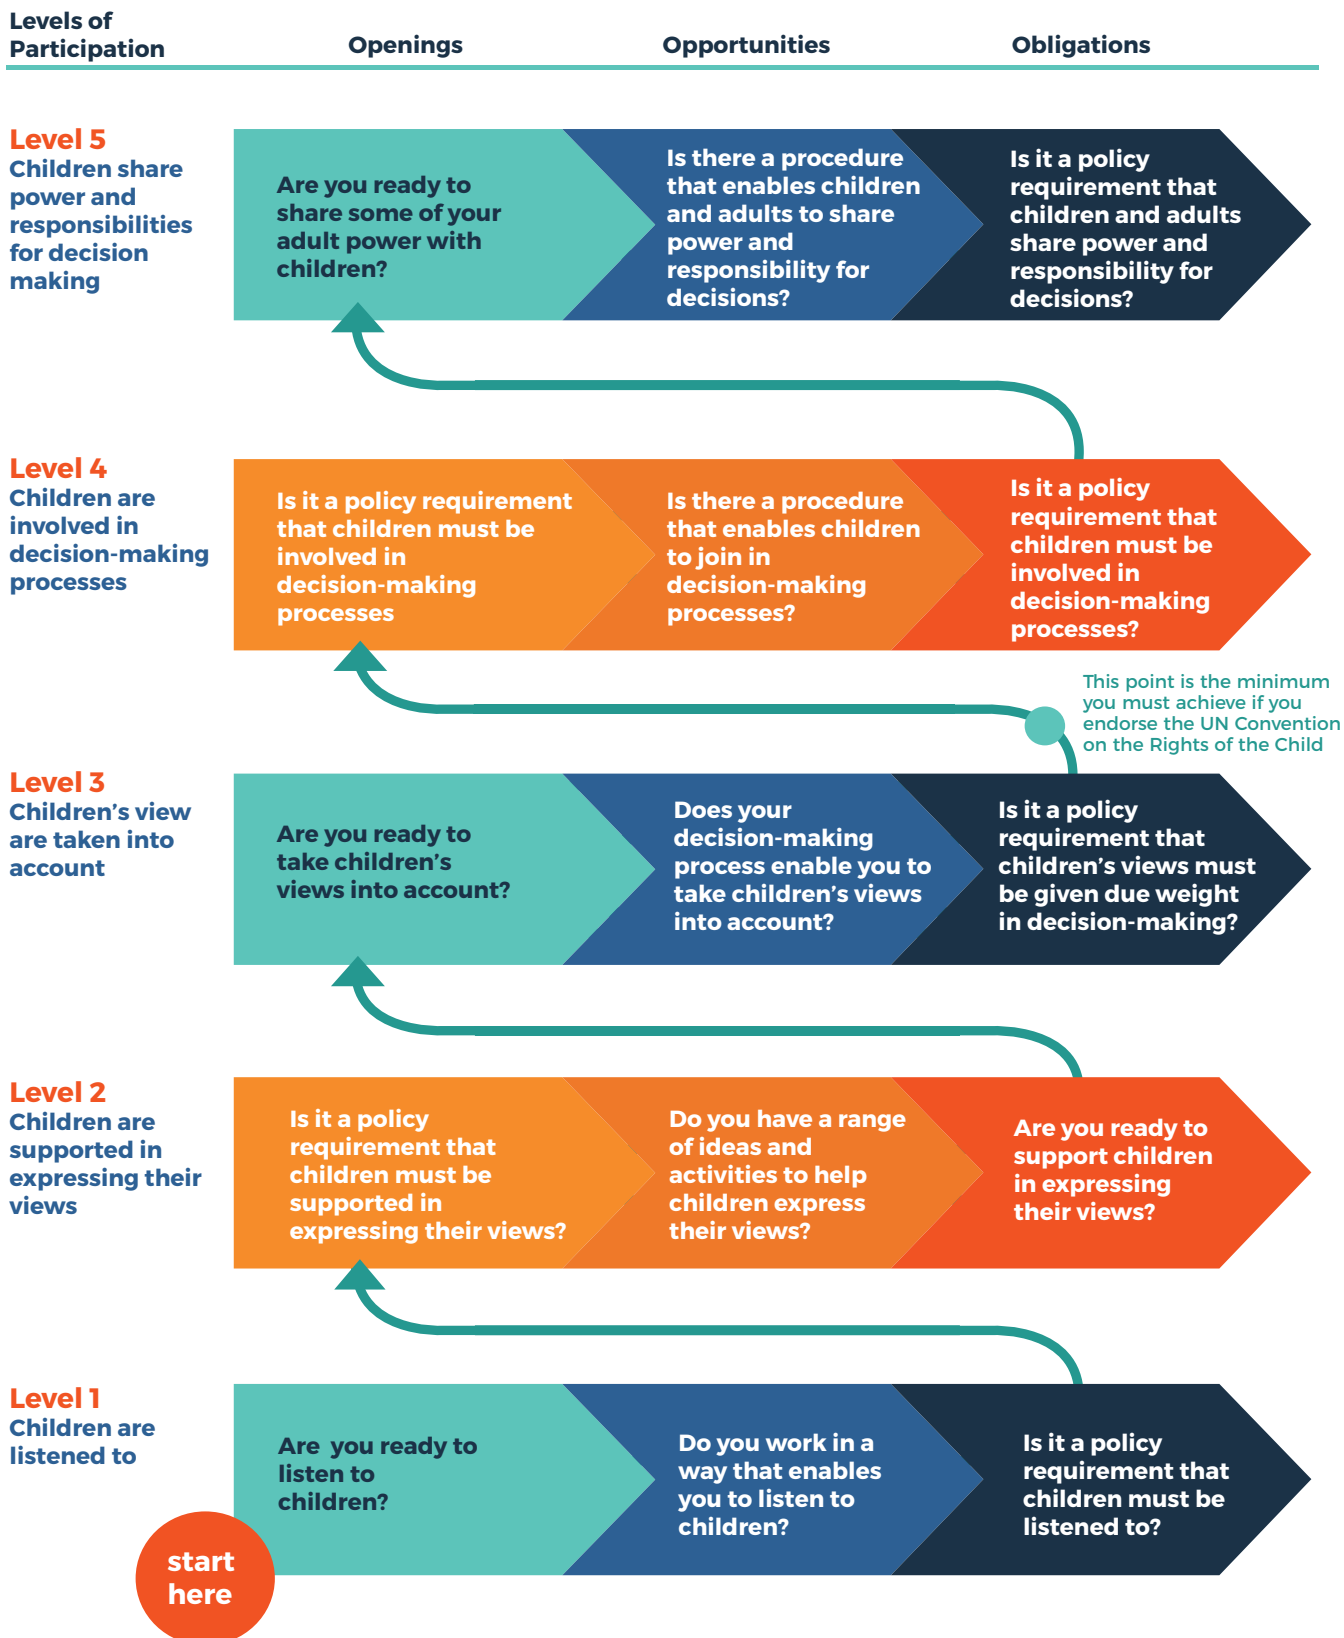 Levels of
Participation
Openings
Opportunities
Obligations
Level 5
Children share
power and
responsibilities
for decision
making
Are you ready to
share some of your
adult power with
children?
Is there a procedure
that enables children
and adults to share
power and
responsibility for
decisions?
Is it a policy
requirement that
children and adults
share power and
responsibility for
decisions?
Level 4
Children are
involved in
decision-making
processes
Is it a policy requirement
that children must be
involved in
decision-making
processes
Is there a procedure
that enables children
to join in
decision-making
processes?
Is it a policy
requirement that
children must be
involved in
decision-making
processes?
This point is the minimum
you must achieve if you
endorse the UN Convention
on the Rights of the Child
Level 3
Children’s view
are taken into
account
Are you ready to
take children’s
views into account?
Does your
decision-making
process enable you to
take children’s views
into account?
Is it a policy
requirement that
children’s views must
be given due weight
in decision-making?
Level 2
Children are
supported in
expressing their
views
Is it a policy
requirement that
children must be
supported in
expressing their views?
Do you have a range
of ideas and
activities to help
children express
their views?
Are you ready to
support children
in expressing
their views?
Level 1
Children are
listened to
Are you ready to
listen to
children?
Do you work in a
way that enables
you to listen to
children?
Is it a policy
requirement that
children must be
listened to?
start
here